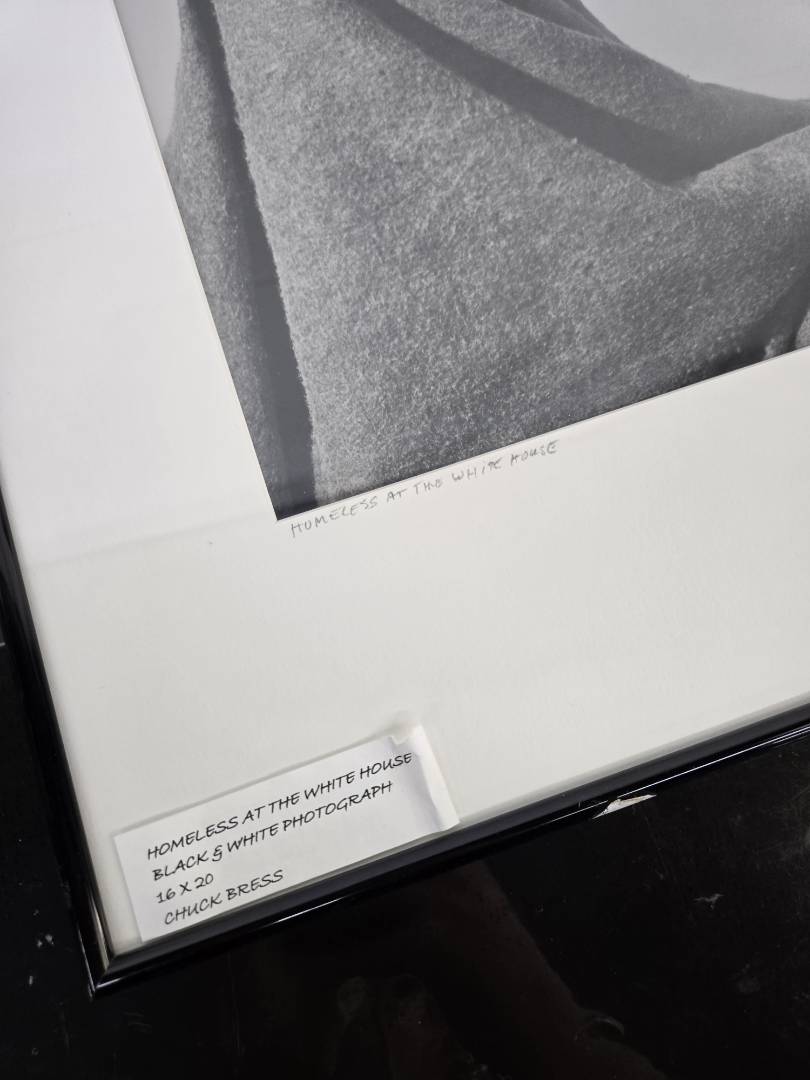 HOMELESS AT THE WHITE HOUSE
HOMELESS AT THE WHITE HOUSE
BLACK & WHITE PHOTOGRAPH
16 X 20
CHUCK BRESS